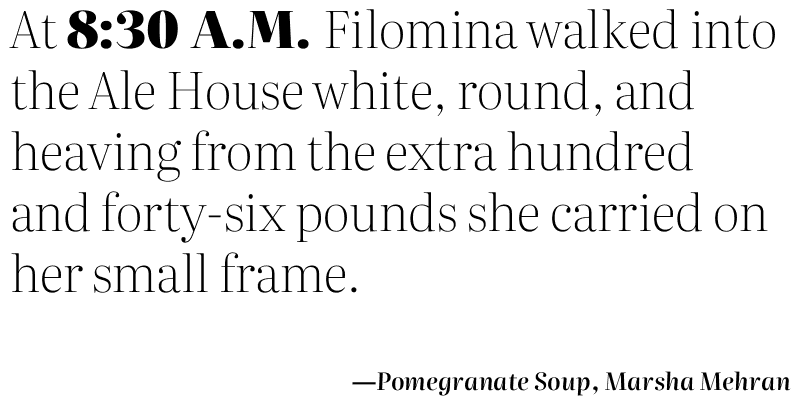 At 8:30 A.M. Filomina walked into
the Ale House white, round, and
heaving from the extra hundred
and forty-six pounds she carried on
her small frame.
—Pomegranate Soup, Marsha Mehran